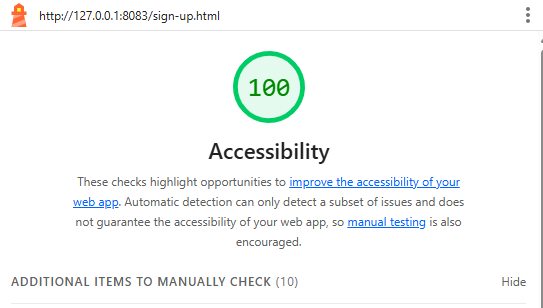 http://127.0.0.1:8083/sign-up.html
100
Accessibility
These checks highlight opportunities to improve the accessibility of your
web app. Automatic detection can only detect a subset of issues and does
not guarantee the accessibility of your web app, so manual testing is also
encouraged.
ADDITIONAL ITEMS TO MANUALLY CHECK (10) Hide